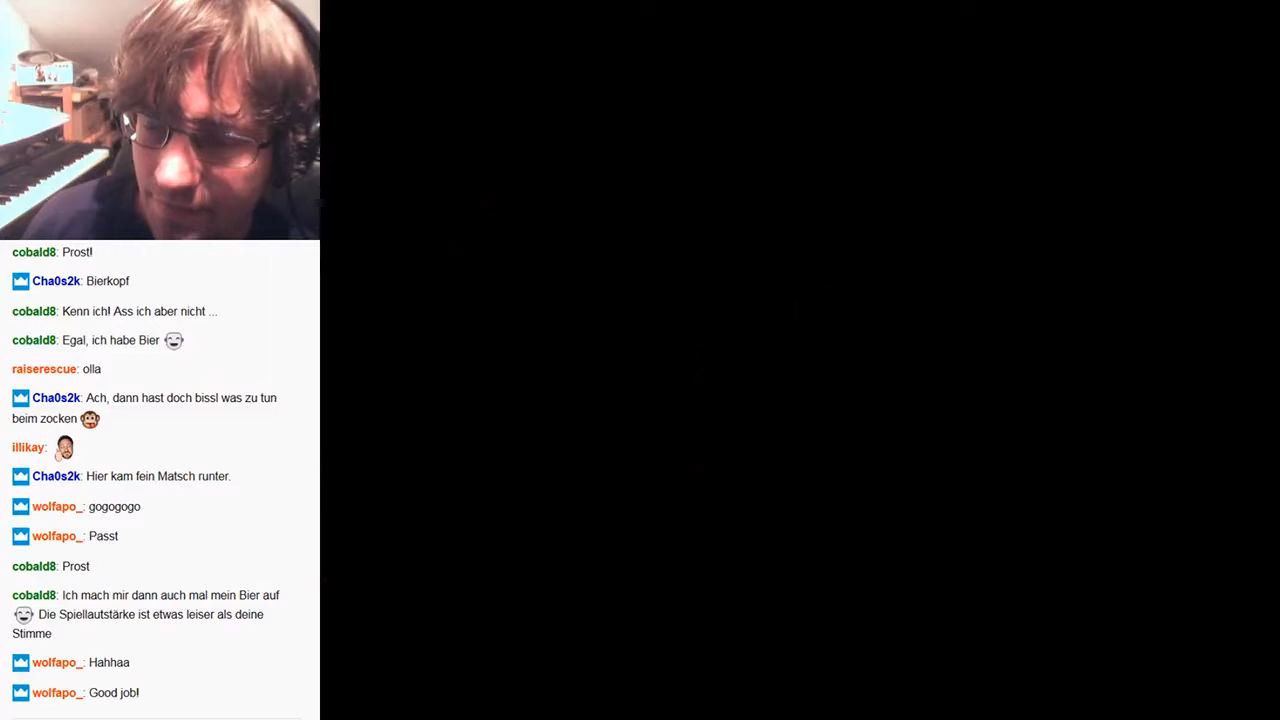 cobald8: Prost!
Cha0s2k: Bierkopf
cobald8: Kenn ich! Ass ich aber nicht ...
cobald8: Egal, ich habe Bier
raiserescue: olla
Cha0s2k: Ach, dann hast doch bissl was zu tun
beim zocken
illikay:
Cha0s2k: Hier kam fein Matsch runter.
wolfapo_: gogogogo
wolfapo_: Passt
cobald8: Prost
cobald8: Ich mach mir dann auch mal mein Bier auf
Die Spiellautstärke ist etwas leiser als deine
Stimme
wolfapo_: Hahhaa
wolfapo_: Good job!